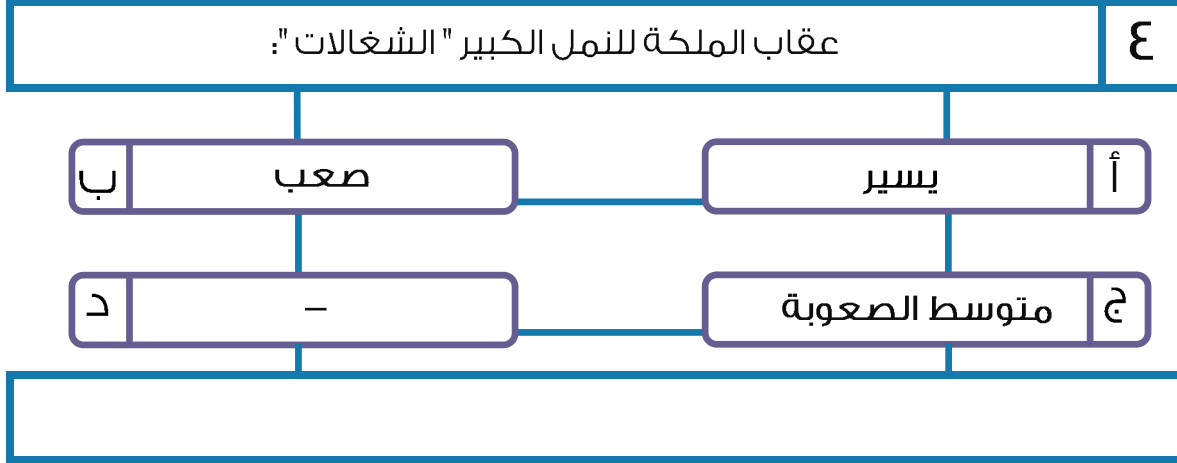 ٤
عقاب الملكة للنمل الكبير " الشغالات ":
أ
يسير
ب
صعب
ج
متوسط الصعوبة
د
–